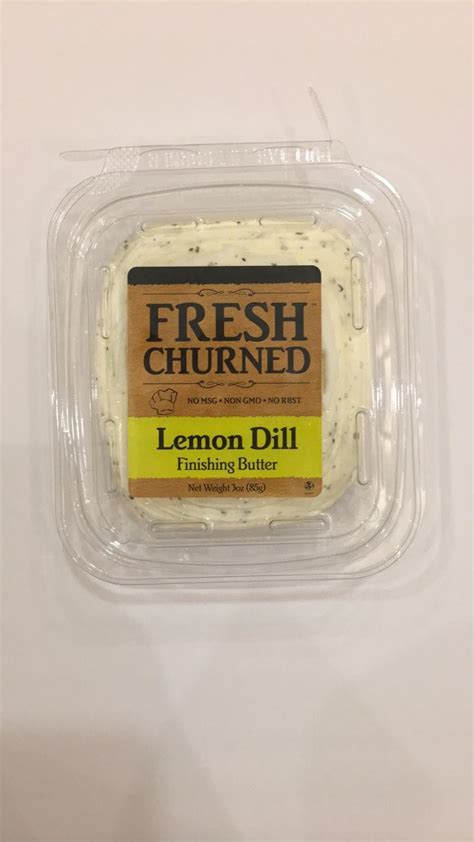 FRESH
CHURNED
NO MSG • NON GMO • NO RBST
Lemon Dill
Finishing Butter
Net Weight 3oz (85g)